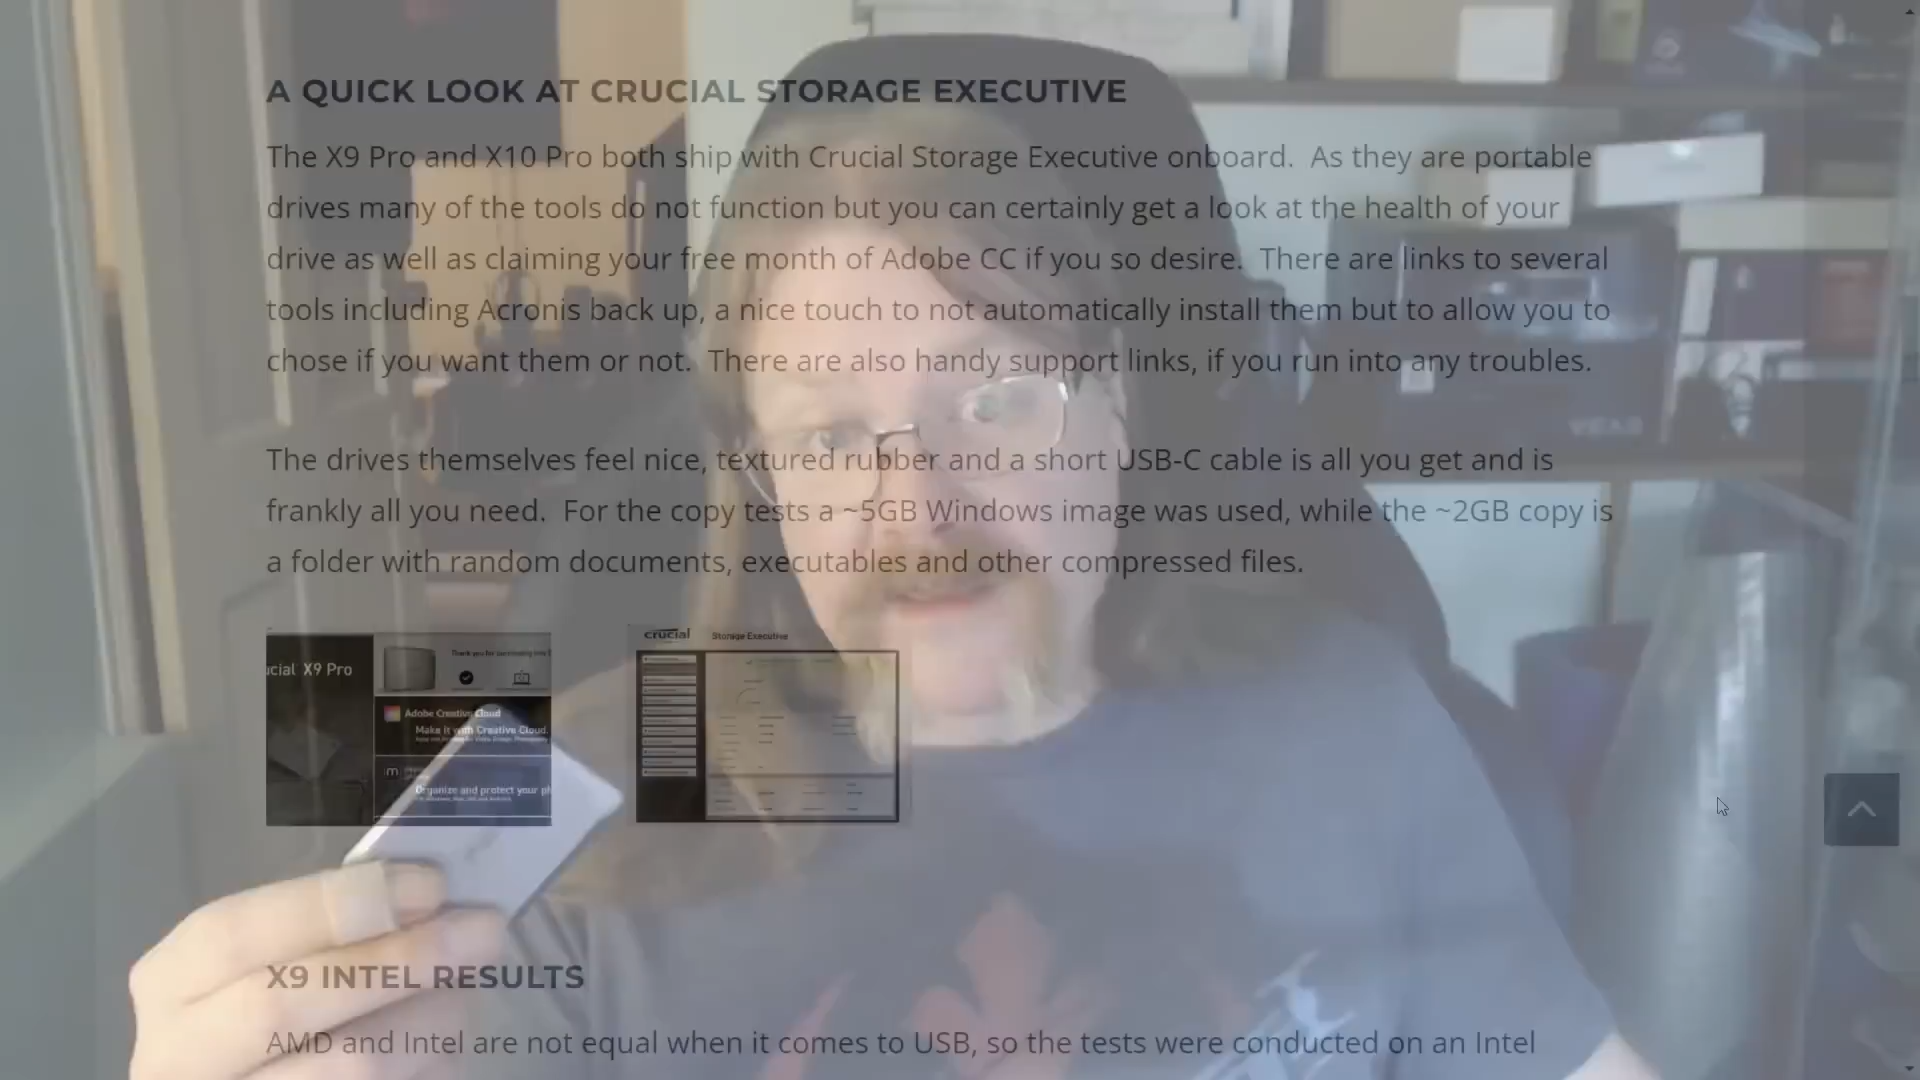 A QUICK LOOK AT CRUCIAL STORAGE EXECUTIVE
The X9 Pro and X10 Pro both ship with Crucial Storage Executive onboard. As they are portable
drives many of the tools do not function but you can certainly get a look at the health of your
drive as well as claiming your free month of Adobe CC if you so desire. There are links to several
tools including Acronis back up, a nice touch to not automatically install them but to allow you to
chose if you want them or not. There are also handy support links, if you run into any troubles.
The drives themselves feel nice, textured rubber and a short USB-C cable is all you get and is
frankly all you need. For the copy tests a ~5GB Windows image was used, while the ~2GB copy is
a folder with random documents, executables and other compressed files.
ucial X9 Pro
Thank you for
Adobe Creative Cloud
Make it with Creative Cloud.
Organize and protect your ph
crucial Storage Executive
X9 INTEL RESULTS
AMD and Intel are not equal when it comes to USB, so the tests were conducted on an Intel